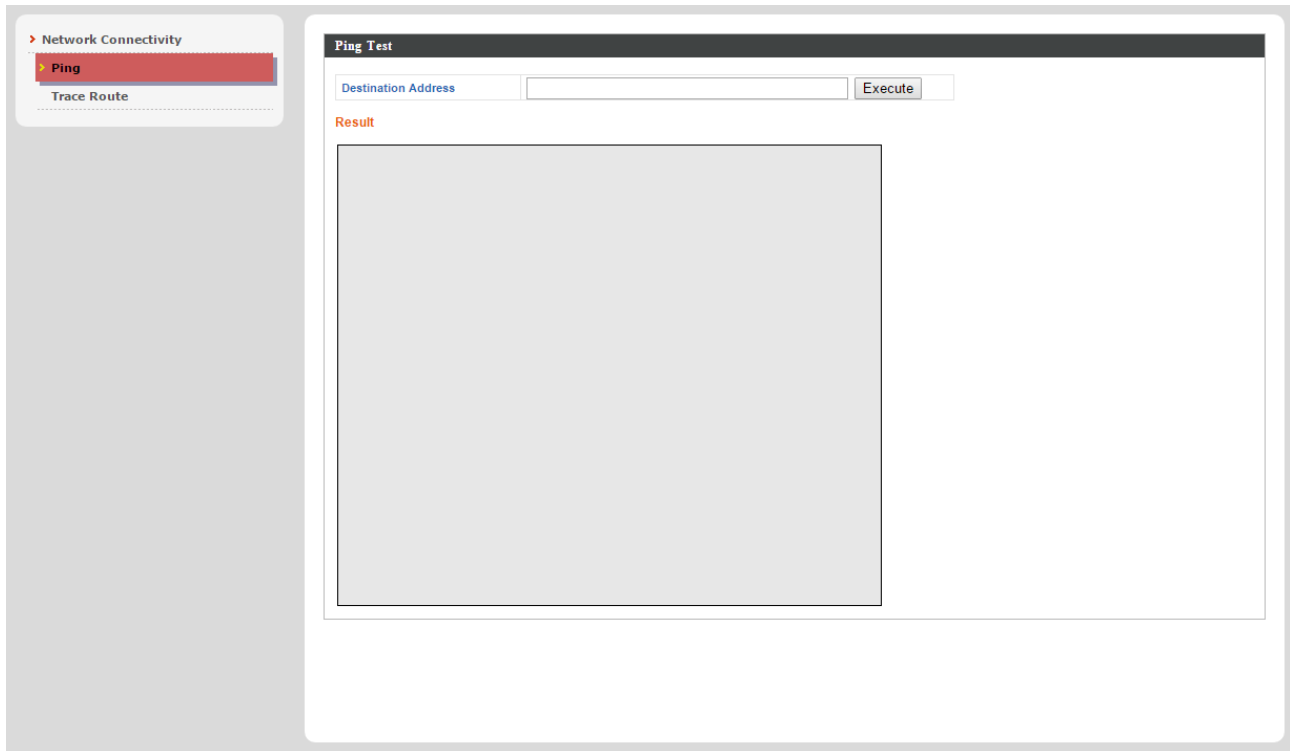 Network Connectivity
Ping
Trace Route
Ping Test
Destination Address
Execute
Result